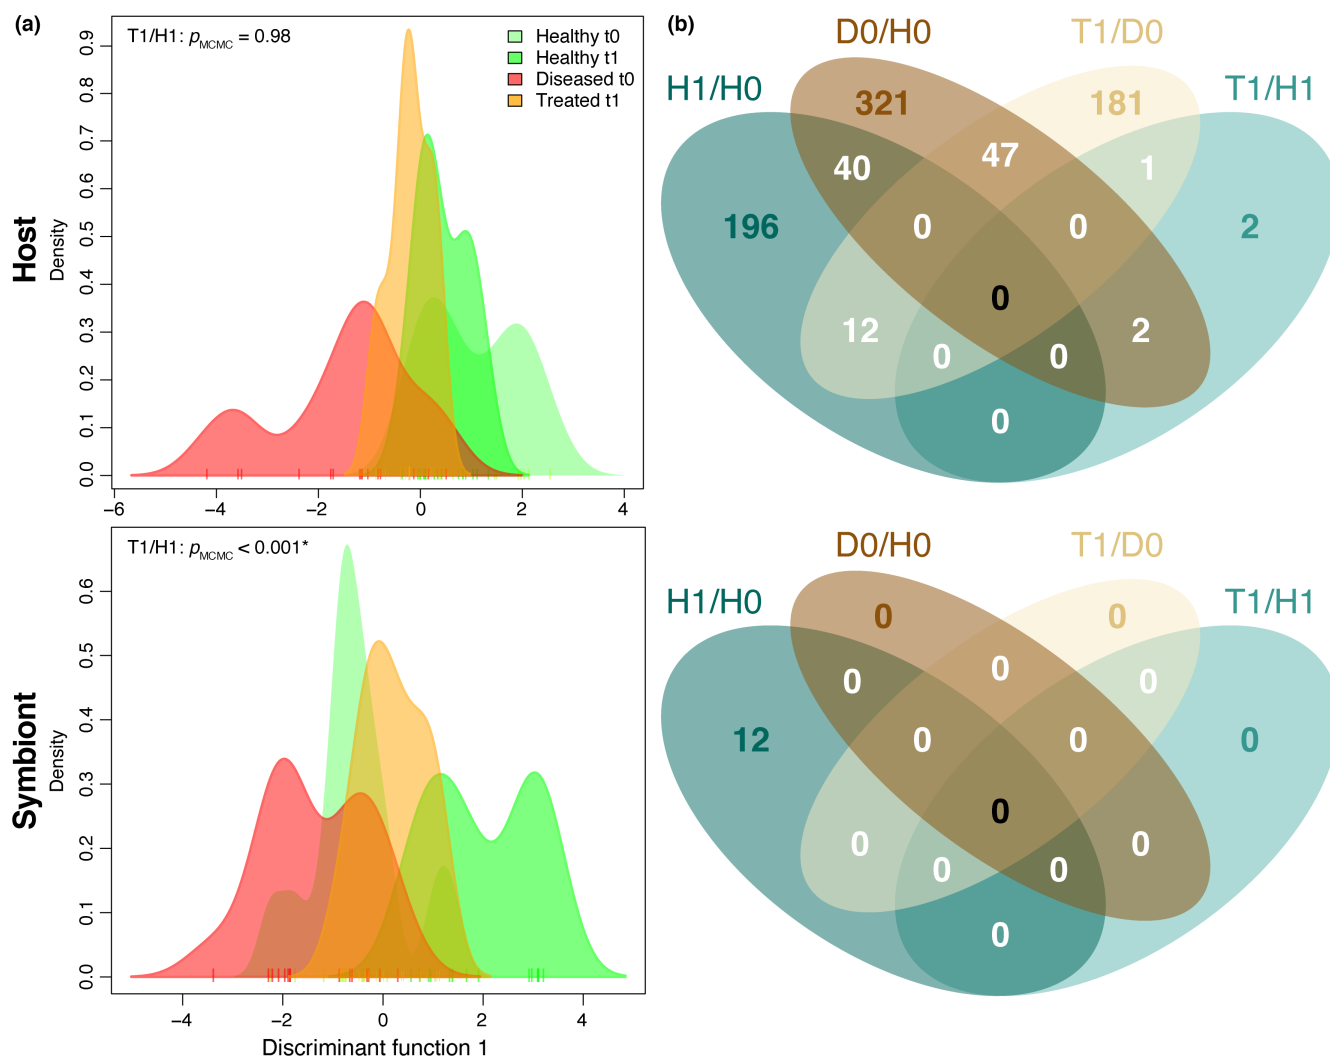 (a)
T1/H1: pMCMC = 0.98
Healthy t0
Healthy t1
Diseased t0
Treated t1
Host
Density
0.9
0.8
0.7
0.6
0.5
0.4
0.3
0.2
0.1
0.0
−6 −4 −2 0 2 4
T1/H1: pMCMC < 0.001*
Symbiont
Density
0.6
0.5
0.4
0.3
0.2
0.1
0.0
−4 −2 0 2 4
Discriminant function 1
(b)
D0/H0 T1/D0
H1/H0 T1/H1
321 181
40 47 1
196 0 0 2
0
12 0 0 2
0
D0/H0 T1/D0
H1/H0 T1/H1
0 0
0 0 0
12 0 0 0
0
0 0 0 0
0